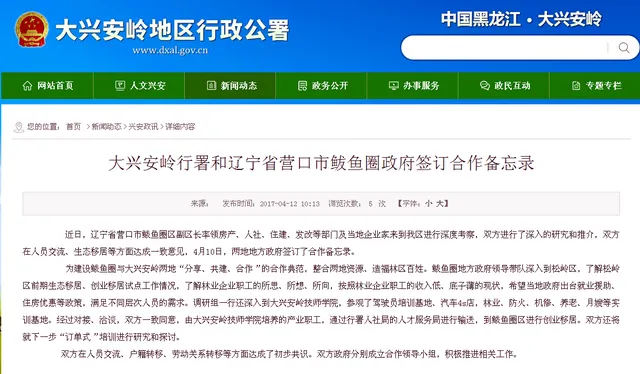 大兴安岭地区行政公署
www.dxal.gov.cn
中国黑龙江·大兴安岭
网站首页 人文兴安 新闻动态 政务公开 办事服务 政民互动 专题专栏
您的位置： 首页 >新闻动态>兴安政讯>详细内容
大兴安岭行署和辽宁省营口市鲅鱼圈政府签订合作备忘录
来源： 发布时间：2017-04-12 10:13 浏览次数： 5 次 【字体：小 大】
近日，辽宁省营口市鲅鱼圈区副区长李领房产、人社、住建、发改等部门及当地企业家来到我区进行深度考察，双方进行了深入的研究和推介，双方
在人员交流、生态移居等方面达成一致意见，4月10日，两地地方政府签订了合作备忘录。
为建设鲅鱼圈与大兴安岭两地“分享、共建、合作”的合作典范，整合两地资源、造福林区百姓。鲅鱼圈地方政府领导带队深入到松岭区，了解松岭
区前期生态移居、创业移居试点工作情况，了解林业企业职工的所思、所想、所向，按照林业企业职工的收入低、底子薄的现状，希望当地政府出台就业援助、
住房优惠等政策，满足不同层次人员的需求。调研组一行还深入到大兴安岭技师学院，参观了驾驶员培训基地、汽车4s店，林业、防火、机修、养老、月嫂等实
训基地。经过对接、洽谈，双方一致同意，由大兴安岭技师学院培养的产业职工，通过行署人社局的人才服务局进行输送，到鲅鱼圈区进行创业移居。双方还将
就下一步“订单式”培训进行研究和探讨。
双方在人员交流、户籍转移、劳动关系转移等方面达成了初步共识。双方政府分别成立合作领导小组，积极推进相关工作。